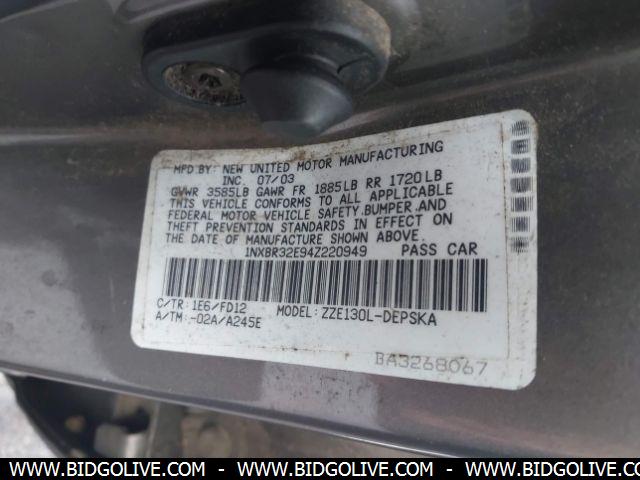 MFD BY: NEW UNITED MOTOR MANUFACTURING
INC. 07/03
GVWR 3585LB GAWR FR 1885LB RR 1720LB
THIS VEHICLE CONFORMS TO ALL APPLICABLE
FEDERAL MOTOR VEHICLE SAFETY, BUMPER, AND
THEFT PREVENTION STANDARDS IN EFFECT ON
THE DATE OF MANUFACTURE SHOWN ABOVE.
1NXBR32E94Z220949 PASS CAR
C/TR: 1E6/FD12 MODEL: ZZE130L-DEPSKA
A/TM: -02A/A245E
BA3268067
WWW.BIDGOLIVE.COM - WWW.BIDGOLIVE.COM - WWW.BIDGOLIVE.COM